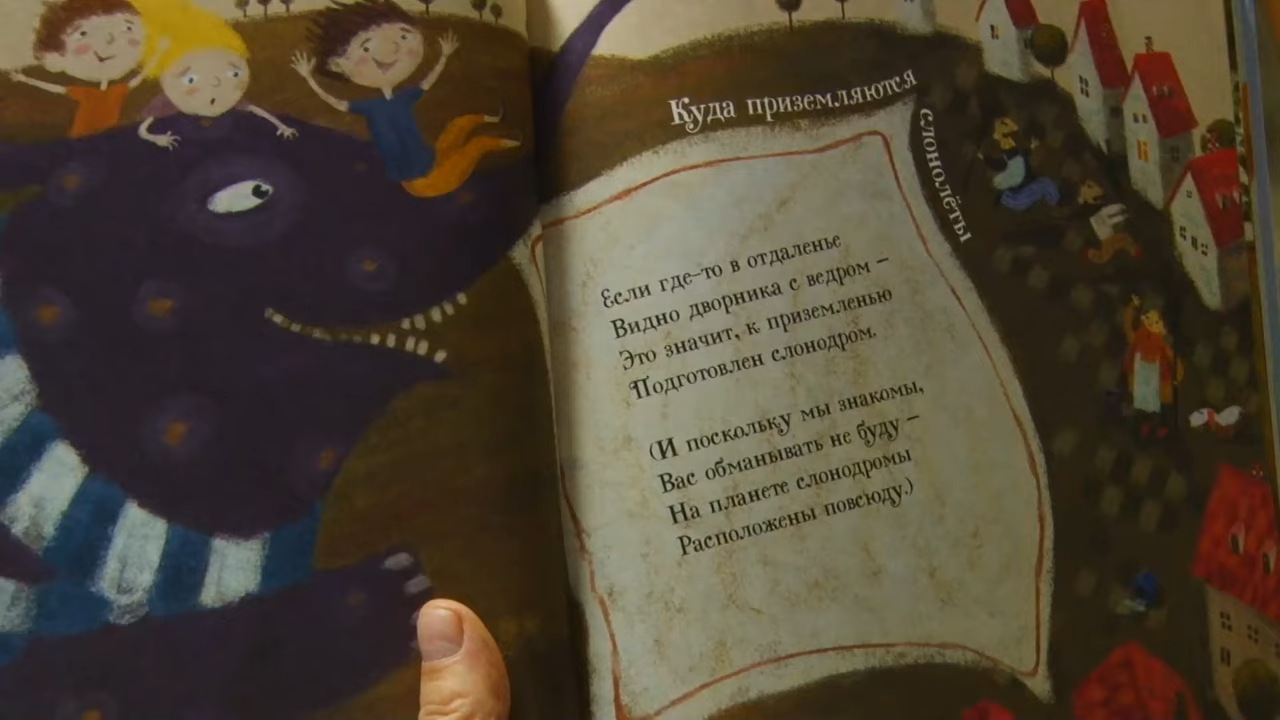 Куда приземляются
слонолёты
Если где-то в отдаленье
Видно дворника с ведром –
Это значит, к приземленью
Подготовлен слонодром.
(И поскольку мы знакомы,
Вас обманывать не буду –
На планете слонодромы
Расположены повсюду.)